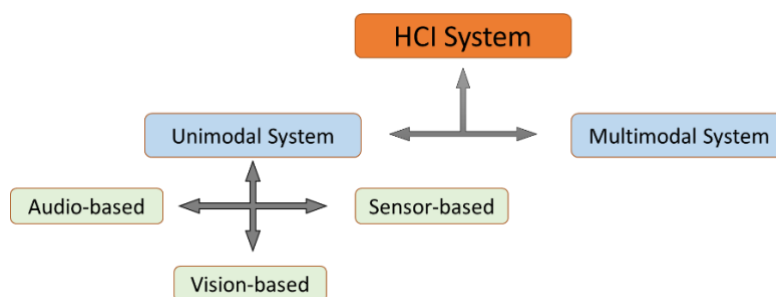 HCI System
Unimodal System
Multimodal System
Audio-based
Sensor-based
Vision-based